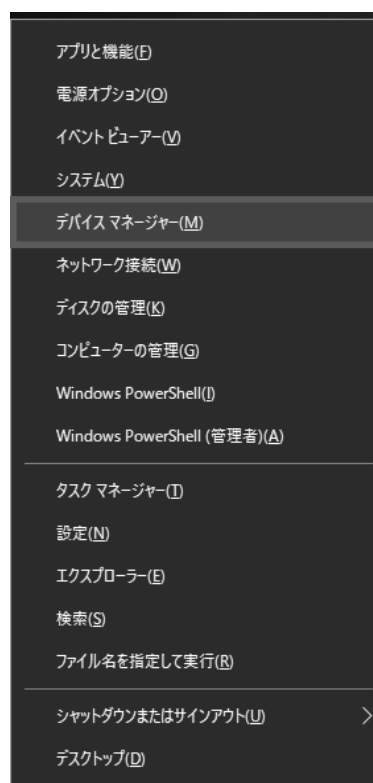 アプリと機能(F)
電源オプション(O)
イベント ビューアー(V)
システム(Y)
デバイス マネージャー(M)
ネットワーク接続(W)
ディスクの管理(K)
コンピューターの管理(G)
Windows PowerShell(I)
Windows PowerShell (管理者)(A)
タスク マネージャー(T)
設定(N)
エクスプローラー(E)
検索(S)
ファイル名を指定して実行(R)
シャットダウンまたはサインアウト(U)
デスクトップ(D)